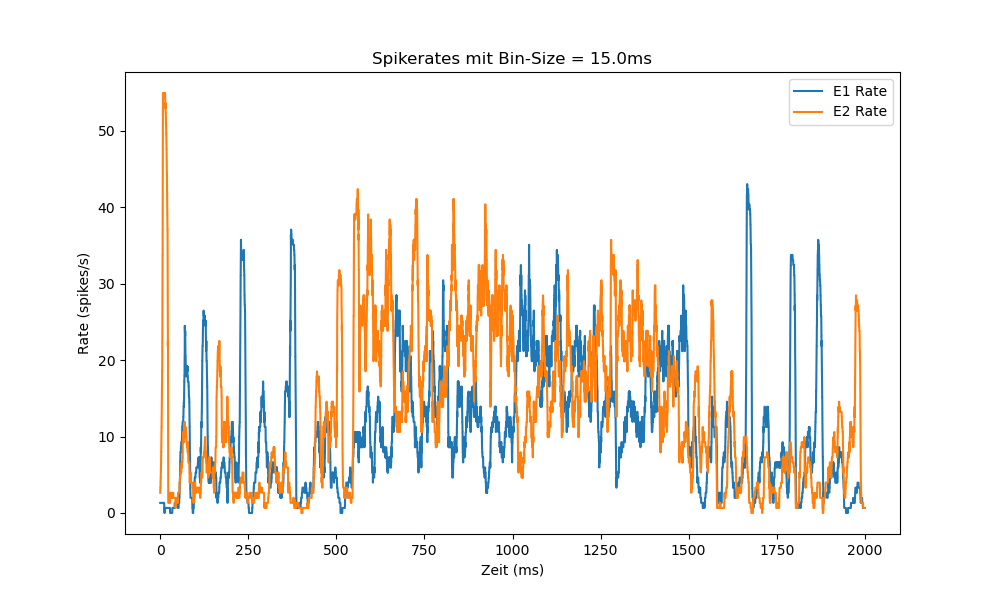 Spikerates mit Bin-Size = 15.0ms
E1 Rate
E2 Rate
Rate (spikes/s)
50
40
30
20
10
0
0 250 500 750 1000 1250 1500 1750 2000
Zeit (ms)